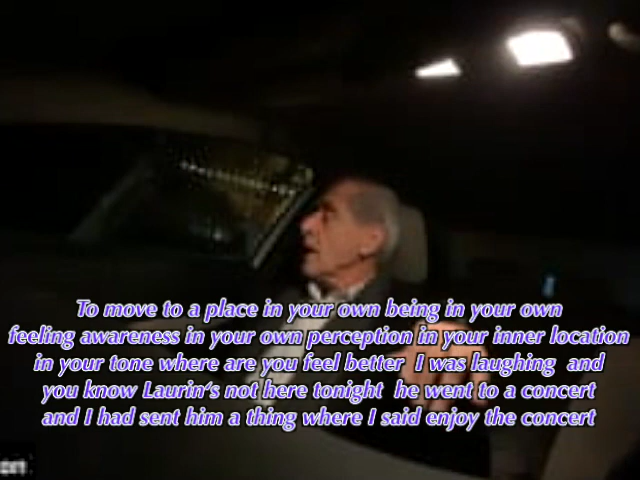 To move to a place in your own being in your own
feeling awareness in your own perception in your inner location
in your tone where are you feel better I was laughing and
you know Laurin's not here tonight he went to a concert
and I had sent him a thing where I said enjoy the concert